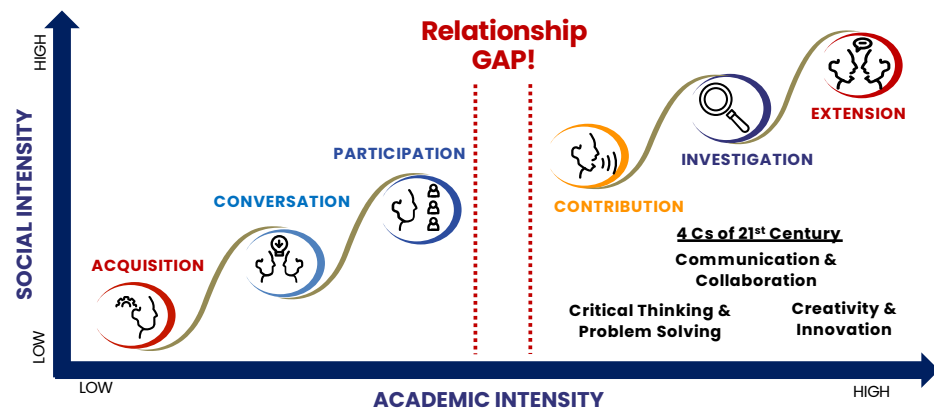 Relationship
GAP!
HIGH
SOCIAL INTENSITY
LOW
ACQUISITION
CONVERSATION
PARTICIPATION
CONTRIBUTION
INVESTIGATION
EXTENSION
4 Cs of 21st Century
Communication &
Collaboration
Critical Thinking &
Problem Solving
Creativity &
Innovation
LOW
ACADEMIC INTENSITY
HIGH